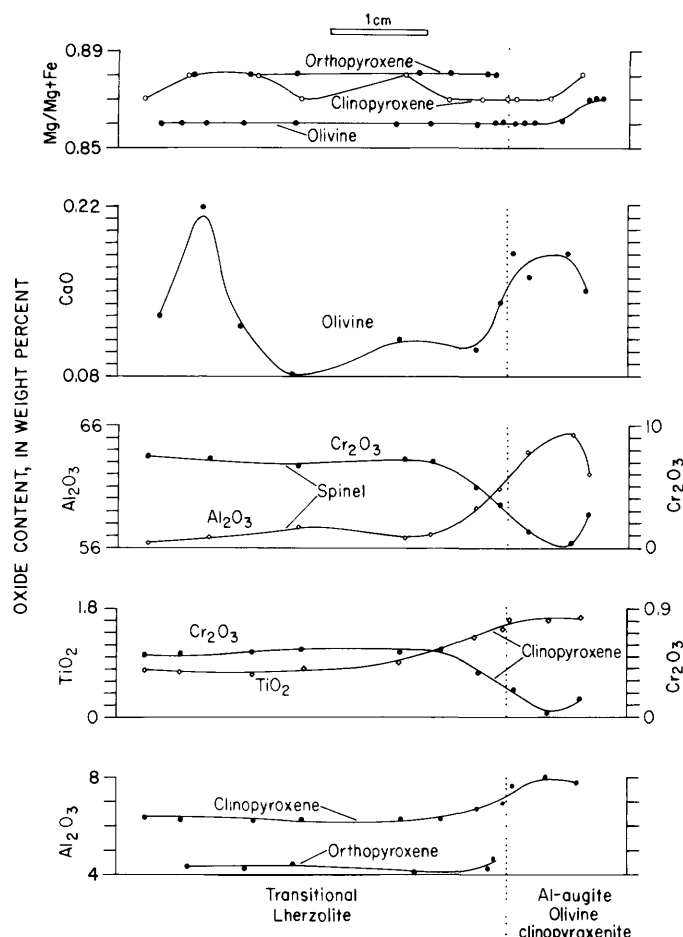 1cm
0.89
Mg/Mg+Fe
0.85
Orthopyroxene
Clinopyroxene
Olivine
OXIDE CONTENT, IN WEIGHT PERCENT
0.22
CaO
0.08
Olivine
66
Al₂O₃
56
Cr₂O₃
Spinel
Al₂O₃
10
Cr₂O₃
0
1.8
TiO₂
0
Cr₂O₃
TiO₂
Clinopyroxene
0.9
Cr₂O₃
0
8
Al₂O₃
4
Clinopyroxene
Orthopyroxene
Transitional
Lherzolite
Al-augite
Olivine
clinopyroxenite